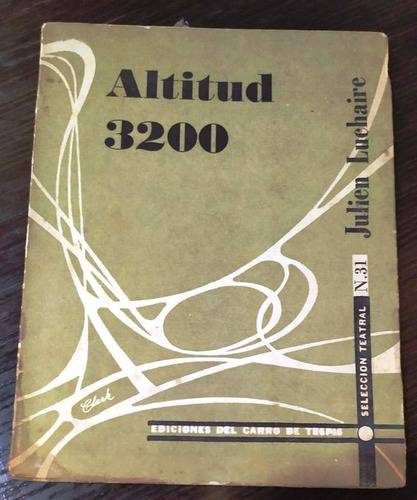 Altitud
3200
Julien Luchaire
SELECCION TEATRAL N.31
EDICIONES DEL CARRO DE TESPIS
Clark